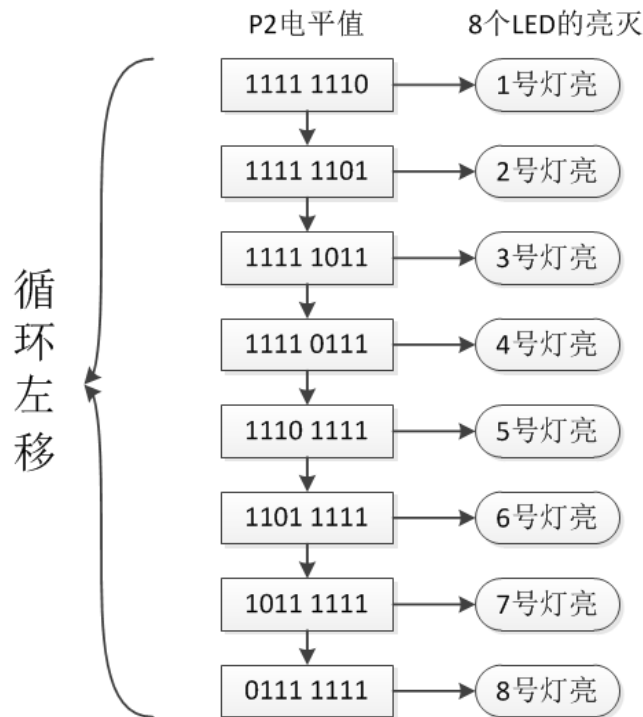 P2电平值 8个LED的亮灭
1111 1110 1号灯亮
1111 1101 2号灯亮
1111 1011 3号灯亮
1111 0111 4号灯亮
1110 1111 5号灯亮
1101 1111 6号灯亮
1011 1111 7号灯亮
0111 1111 8号灯亮
循环左移